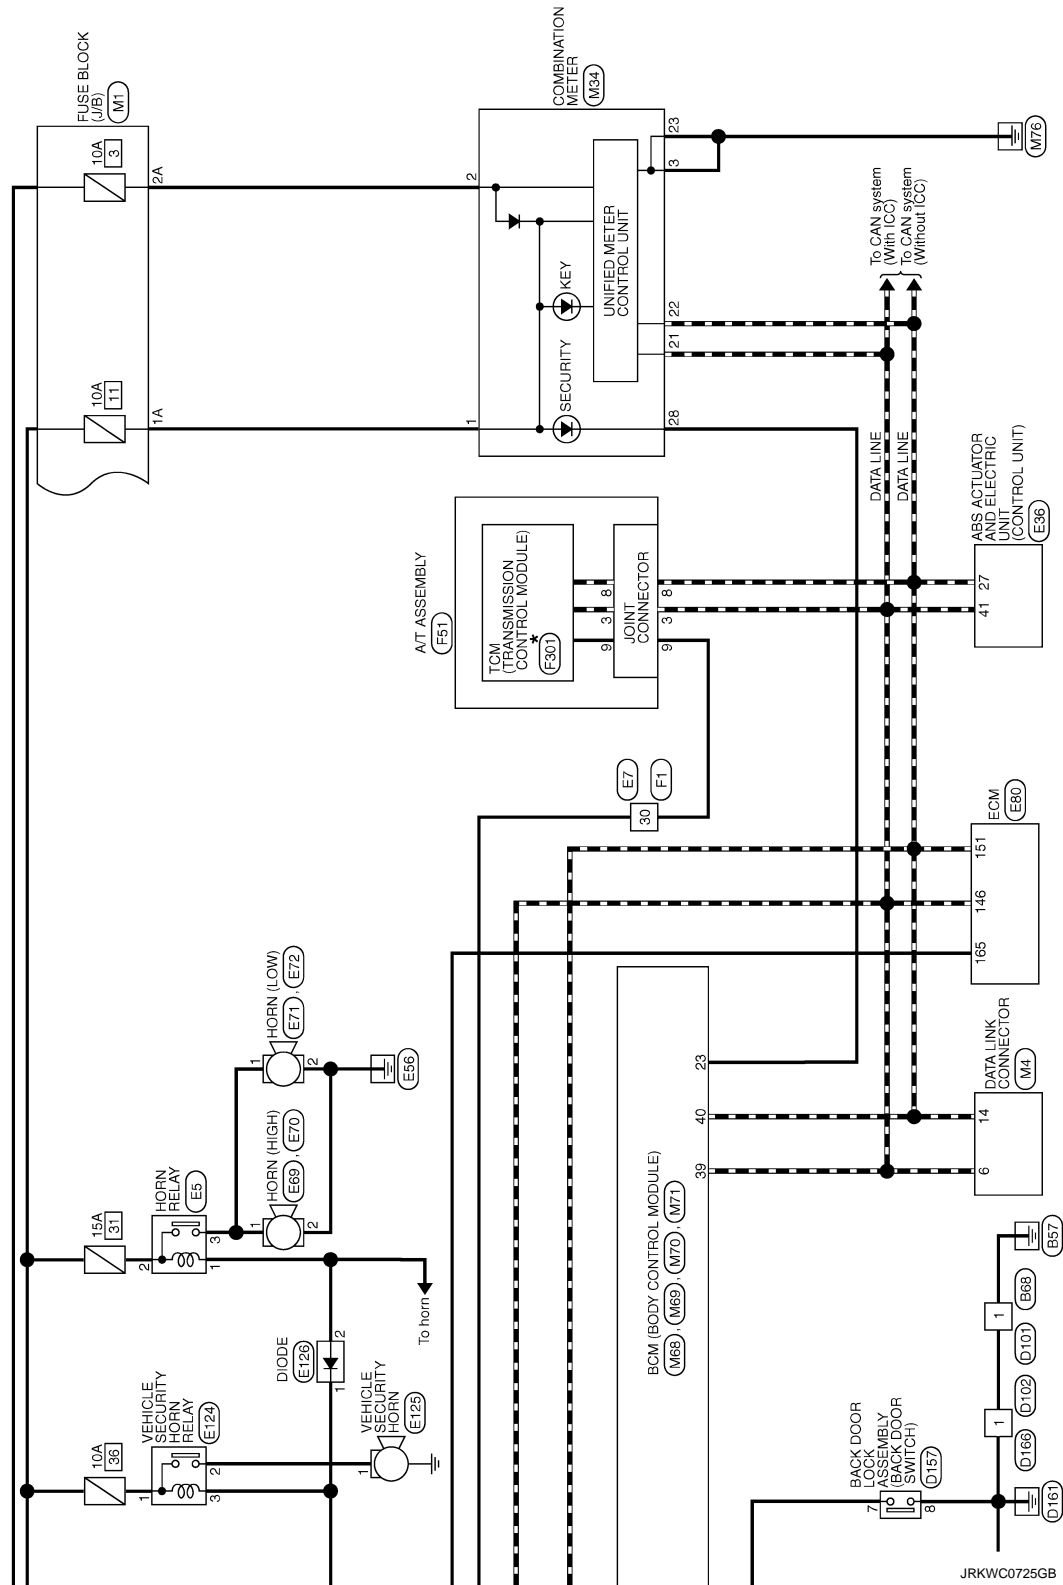 FUSE BLOCK
(J/B)
M1
10A
3
2A
10A
11
1A
COMBINATION
METER
M34
2
1
23
3
UNIFIED METER
CONTROL UNIT
KEY
SECURITY
22
21
28
M76
To CAN system
(With ICC)
To CAN system
(Without ICC)
DATA LINE
DATA LINE
A/T ASSEMBLY
F51
TCM
(TRANSMISSION
CONTROL MODULE)
*
F301
8
3
9
JOINT
CONNECTOR
8
3
9
ABS ACTUATOR
AND ELECTRIC
UNIT
(CONTROL UNIT)
E36
27
41
E7
F1
30
ECM
E80
151
146
165
HORN (LOW)
E71 , E72
1
2
E56
HORN (HIGH)
E69 , E70
1
2
HORN
RELAY
E5
15A
31
2
3
1
To horn
DIODE
E126
2
1
VEHICLE
SECURITY
HORN
RELAY
E124
10A
36
1
2
3
VEHICLE
SECURITY
HORN
E125
1
BCM (BODY CONTROL MODULE)
M68 , M69 , M70 , M71
23
40
39
DATA LINK
CONNECTOR
M4
14
6
B57
B68
1
D101
D102
1
D166
D161
BACK DOOR
LOCK
ASSEMBLY
(BACK DOOR
SWITCH)
D157
7
8
JRKWC0725GB